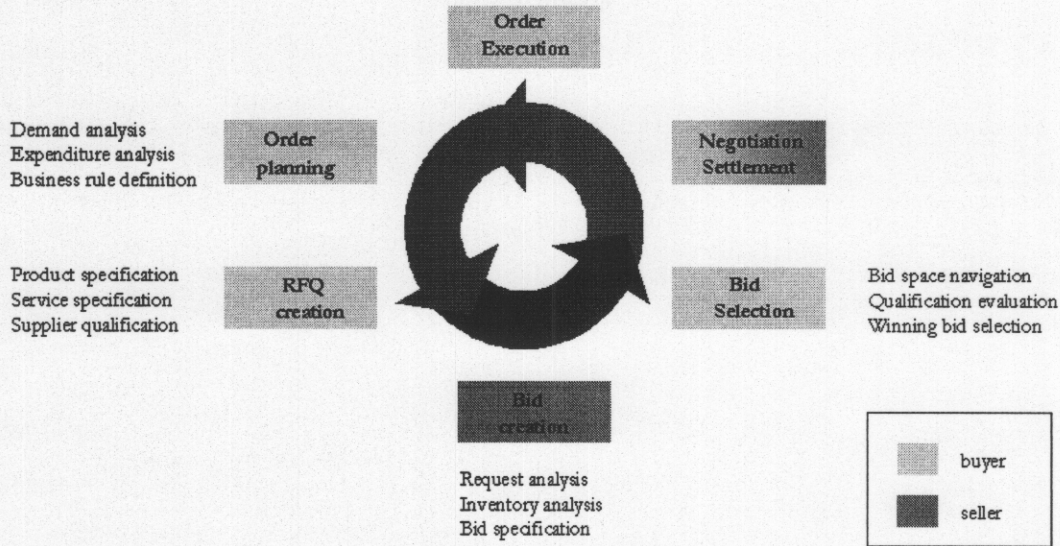 Order
Execution
Demand analysis
Expenditure analysis
Business rule definition
Order
planning
Negotiation
Settlement
Product specification
Service specification
Supplier qualification
RFQ
creation
Bid
Selection
Bid space navigation
Qualification evaluation
Winning bid selection
Bid
creation
Request analysis
Inventory analysis
Bid specification
buyer
seller